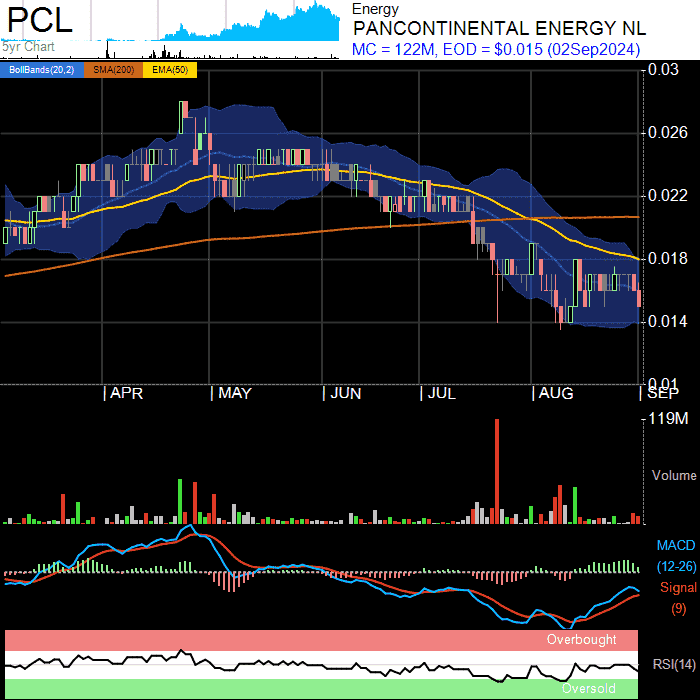 PCL
5yr Chart
Energy
PANCONTINENTAL ENERGY NL
MC = 122M, EOD = $0.015 (02Sep2024)
BollBands(20,2) SMA(200) EMA(50)
0.03
0.026
0.022
0.018
0.014
0.01
APR MAY JUN JUL AUG SEP
119M
Volume
MACD
(12-26)
Signal
(9)
Overbought
RSI(14)
Oversold